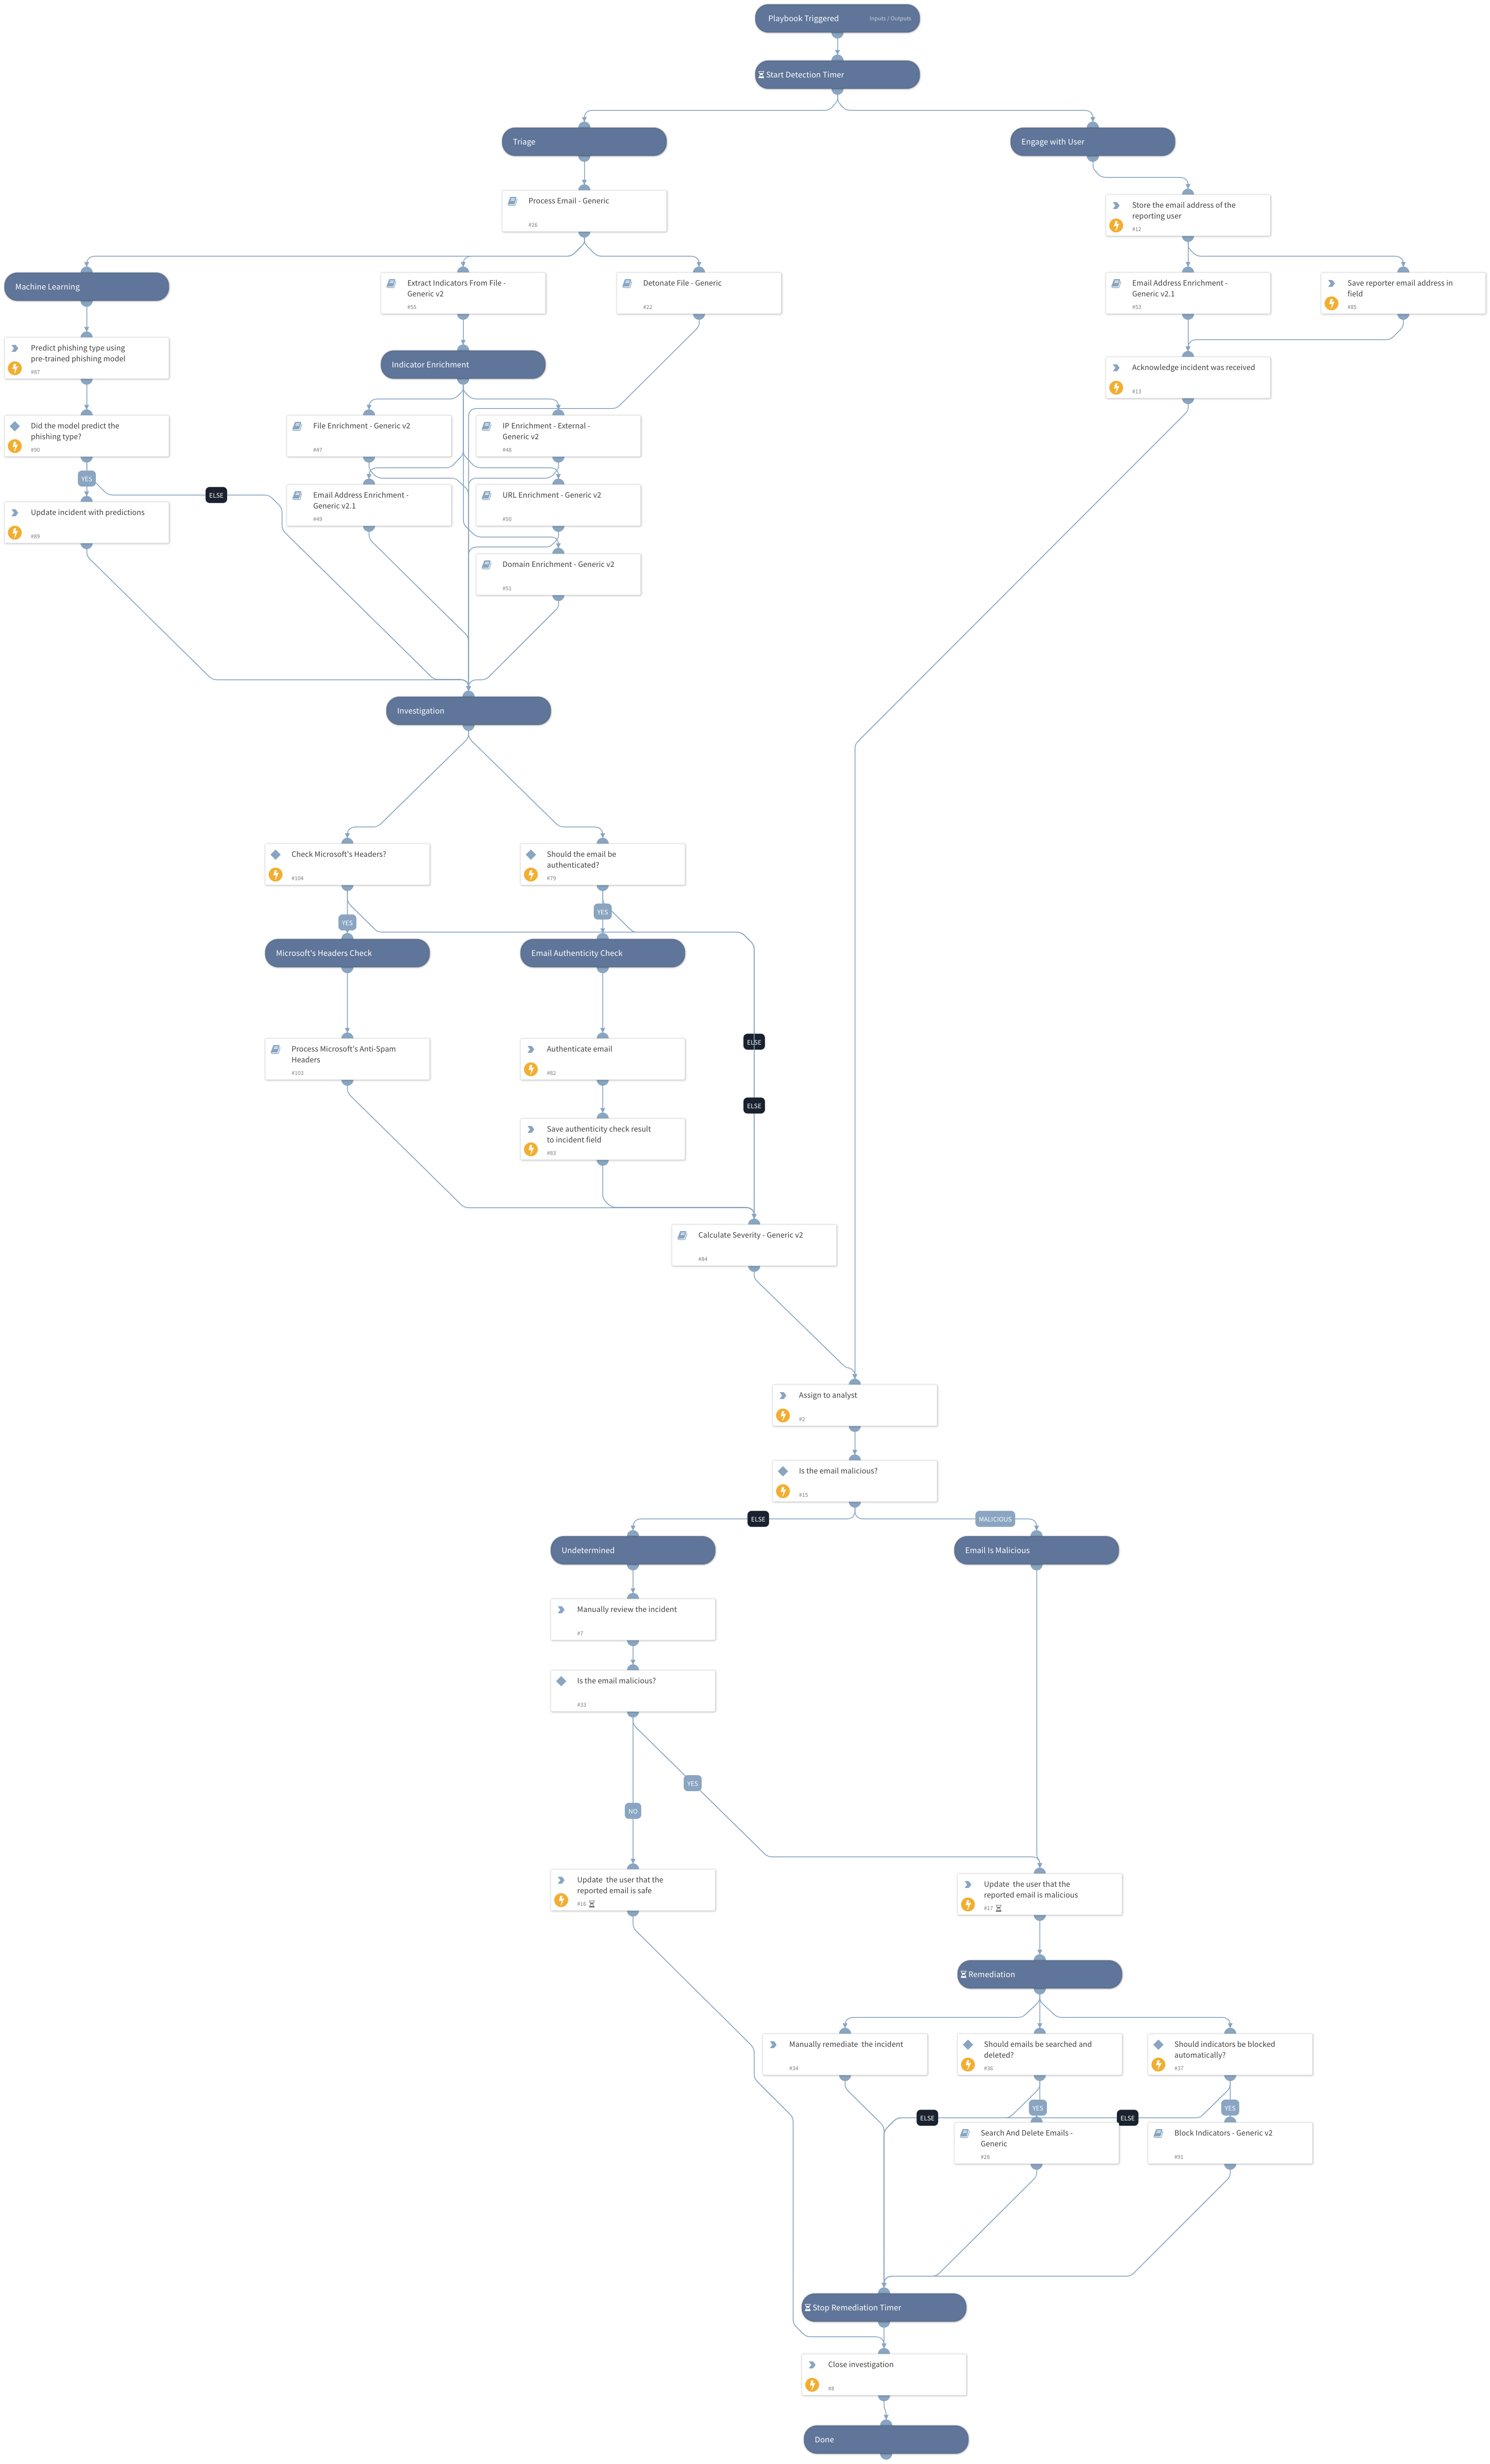 Playbook Triggered
Inputs / Outputs
Start Detection Timer
Triage
Engage with User
Process Email - Generic
#26
Store the email address of the
reporting user
#12
Machine Learning
Extract Indicators From File -
Generic v2
#55
Detonate File - Generic
#22
Email Address Enrichment -
Generic v2.1
#53
Save reporter email address in
field
#85
Predict phishing type using
pre-trained phishing model
#87
Indicator Enrichment
Acknowledge incident was received
#13
Did the model predict the
phishing type?
#90
File Enrichment - Generic v2
#47
IP Enrichment - External -
Generic v2
#48
YES
ELSE
Update incident with predictions
#89
Email Address Enrichment -
Generic v2.1
#49
URL Enrichment - Generic v2
#50
Domain Enrichment - Generic v2
#51
Investigation
Check Microsoft's Headers?
#104
Should the email be
authenticated?
#79
YES
YES
Microsoft's Headers Check
Email Authenticity Check
ELSE
Process Microsoft's Anti-Spam
Headers
#103
Authenticate email
#82
ELSE
Save authenticity check result
to incident field
#83
Calculate Severity - Generic v2
#84
Assign to analyst
#2
Is the email malicious?
#15
ELSE
MALICIOUS
Undetermined
Email Is Malicious
Manually review the incident
#7
Is the email malicious?
#33
YES
NO
Update  the user that the
reported email is safe
#16
Update  the user that the
reported email is malicious
#17
Remediation
Manually remediate  the incident
#34
Should emails be searched and
deleted?
#36
Should indicators be blocked
automatically?
#37
YES
YES
ELSE
ELSE
Search And Delete Emails -
Generic
#28
Block Indicators - Generic v2
#91
Stop Remediation Timer
Close investigation
#8
Done